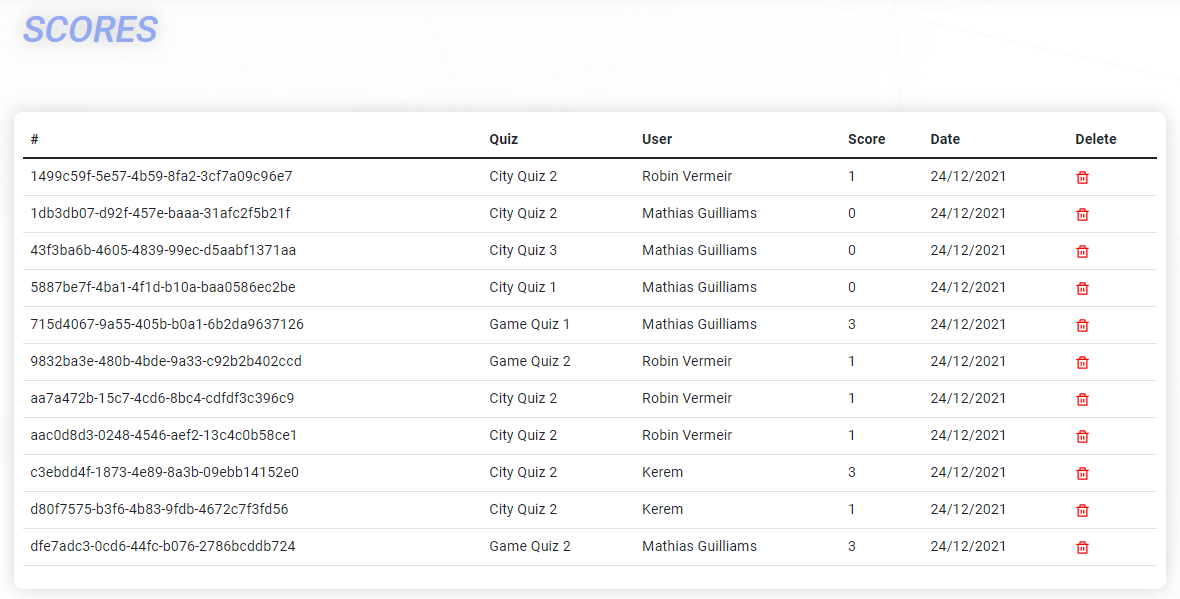 SCORES
# Quiz User Score Date Delete
1499c59f-5e57-4b59-8fa2-3cf7a09c96e7 City Quiz 2 Robin Vermeir 1 24/12/2021
1db3db07-d92f-457e-baaa-31afc2f5b21f City Quiz 2 Mathias Guilliams 0 24/12/2021
43f3ba6b-4605-4839-99ec-d5aabf1371aa City Quiz 3 Mathias Guilliams 0 24/12/2021
5887be7f-4ba1-4f1d-b10a-baa0586ec2be City Quiz 1 Mathias Guilliams 0 24/12/2021
715d4067-9a55-405b-b0a1-6b2da9637126 Game Quiz 1 Mathias Guilliams 3 24/12/2021
9832ba3e-480b-4bde-9a33-c92b2b402ccd Game Quiz 2 Robin Vermeir 1 24/12/2021
aa7a472b-15c7-4cd6-8bc4-cdfdf3c396c9 City Quiz 2 Robin Vermeir 1 24/12/2021
aac0d8d3-0248-4546-aef2-13c4c0b58ce1 City Quiz 2 Robin Vermeir 1 24/12/2021
c3ebdd4f-1873-4e89-8a3b-09ebb14152e0 City Quiz 2 Kerem 3 24/12/2021
d80f7575-b3f6-4b83-9fdb-4672c7f3fd56 City Quiz 2 Kerem 1 24/12/2021
dfe7adc3-0cd6-44fc-b076-2786bcddb724 Game Quiz 2 Mathias Guilliams 3 24/12/2021